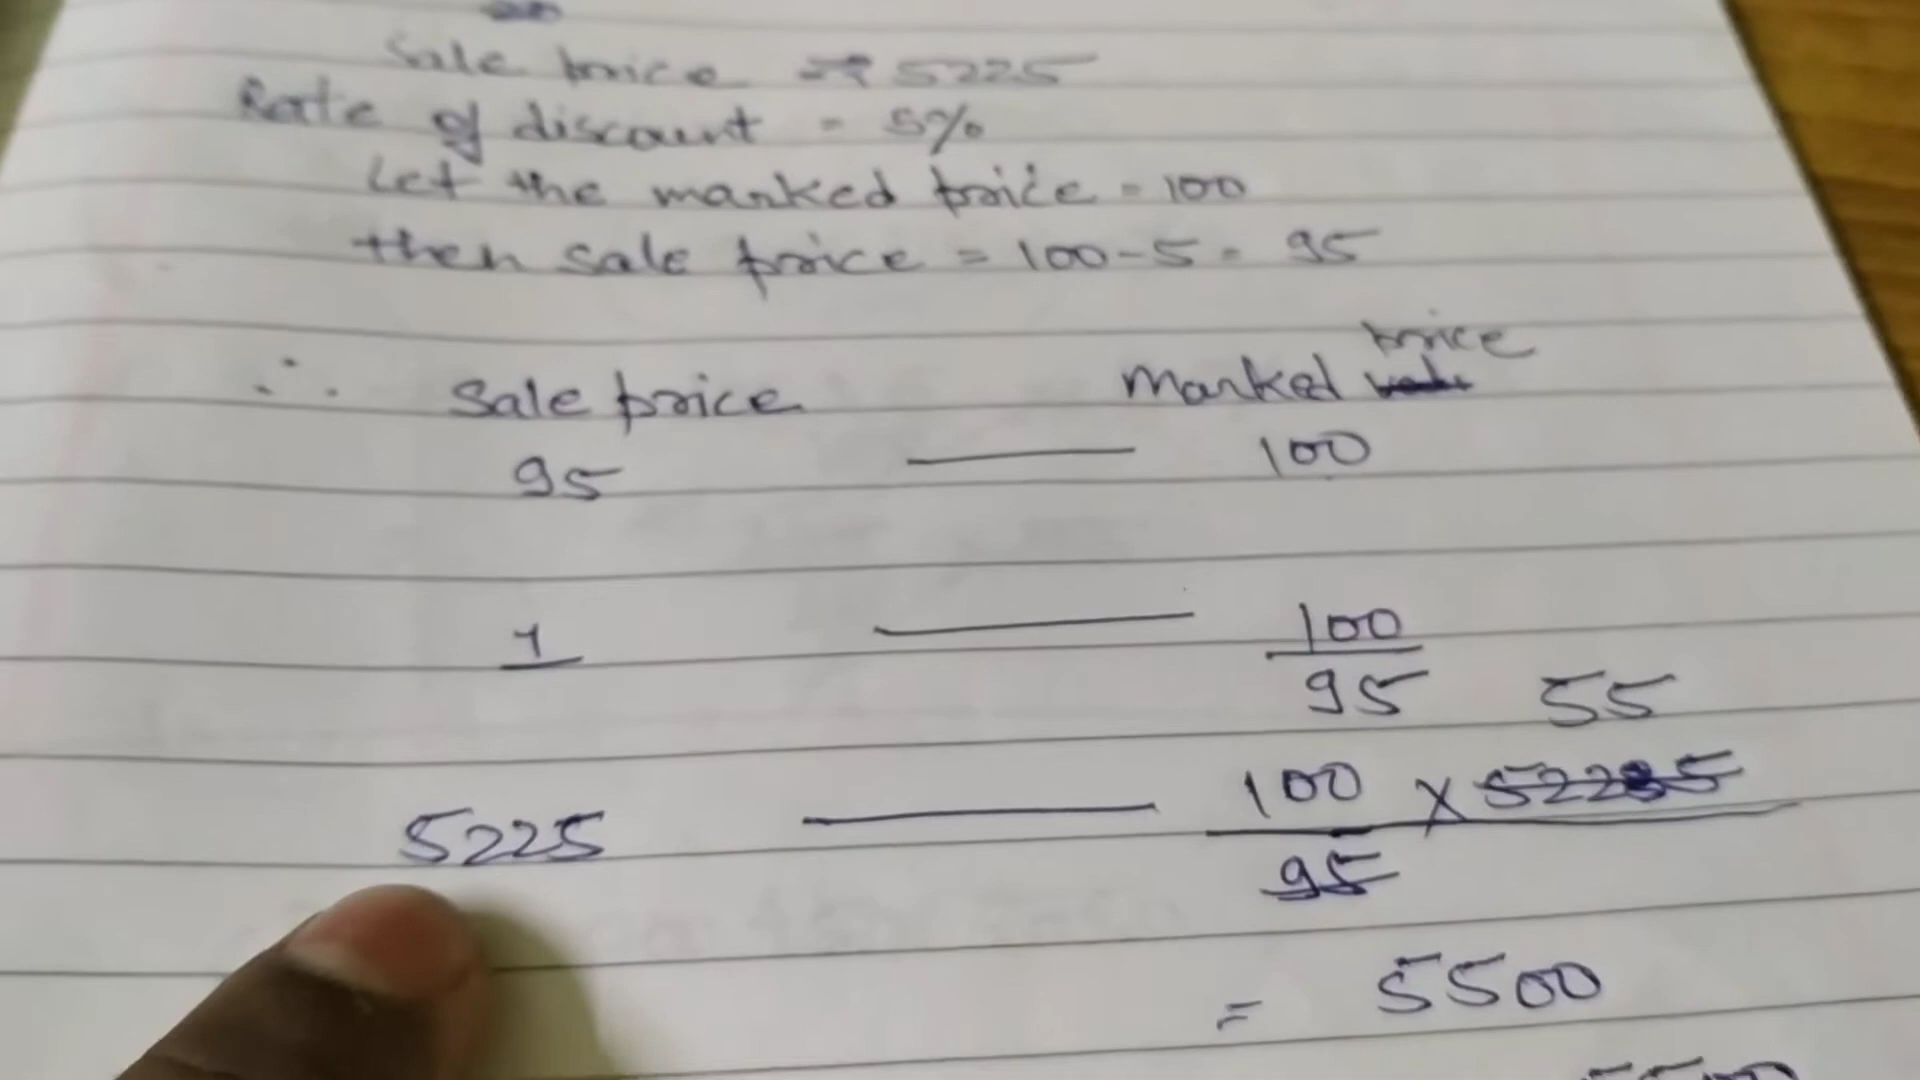 Sale price = ₹ 5225
Rate of discount = 5%
Let the marked price = 100
then sale price = 100-5 = 95
price
∴ Sale price Marked
95 — 100
1 — 100
95 55
5225 — 100 × 5225
95
= 5500